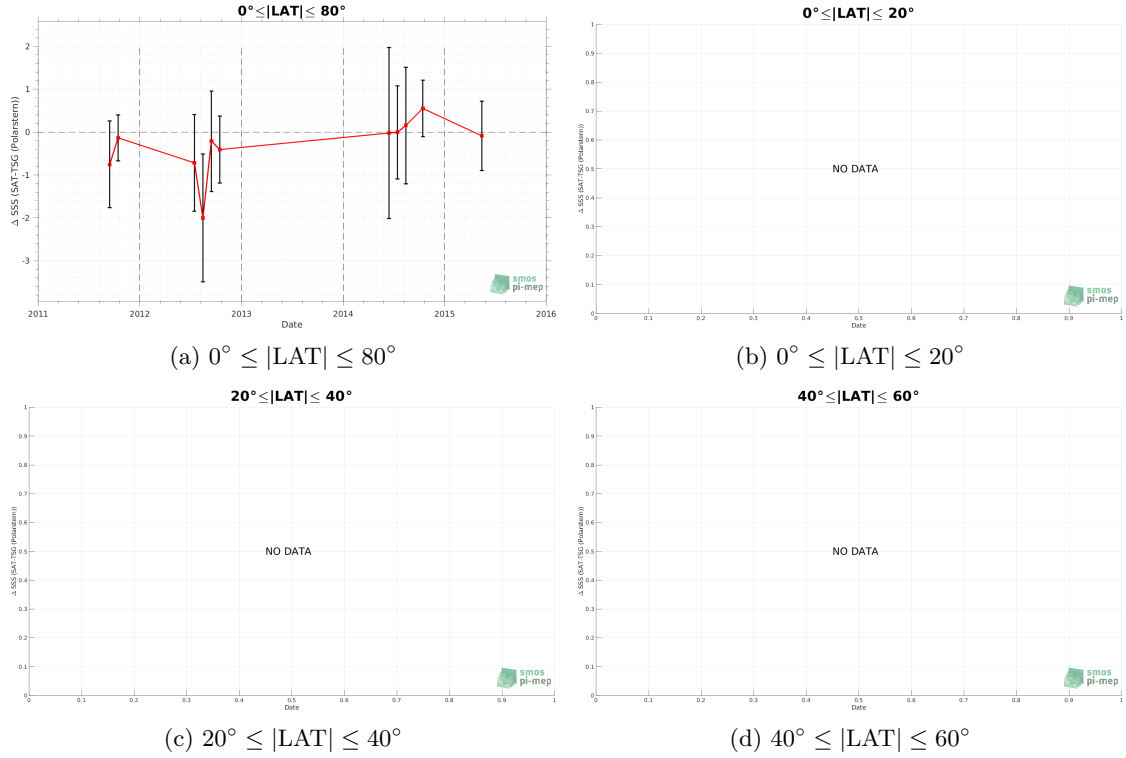 0°≤|LAT|≤ 80°
2
1
0
-1
-2
-3
Δ SSS (SAT-TSG (Polarstern))
2011
2012
2013
2014
2015
2016
Date
smos
pi-mep
(a) 0° ≤ |LAT| ≤ 80°
0°≤|LAT|≤ 20°
1
0.9
0.8
0.7
0.6
0.5
0.4
0.3
0.2
0.1
0
Δ SSS (SAT-TSG (Polarstern))
NO DATA
0
0.1
0.2
0.3
0.4
0.5
0.6
0.7
0.8
0.9
1
Date
smos
pi-mep
(b) 0° ≤ |LAT| ≤ 20°
20°≤|LAT|≤ 40°
1
0.9
0.8
0.7
0.6
0.5
0.4
0.3
0.2
0.1
0
Δ SSS (SAT-TSG (Polarstern))
NO DATA
0
0.1
0.2
0.3
0.4
0.5
0.6
0.7
0.8
0.9
1
Date
smos
pi-mep
(c) 20° ≤ |LAT| ≤ 40°
40°≤|LAT|≤ 60°
1
0.9
0.8
0.7
0.6
0.5
0.4
0.3
0.2
0.1
0
Δ SSS (SAT-TSG (Polarstern))
NO DATA
0
0.1
0.2
0.3
0.4
0.5
0.6
0.7
0.8
0.9
1
Date
smos
pi-mep
(d) 40° ≤ |LAT| ≤ 60°